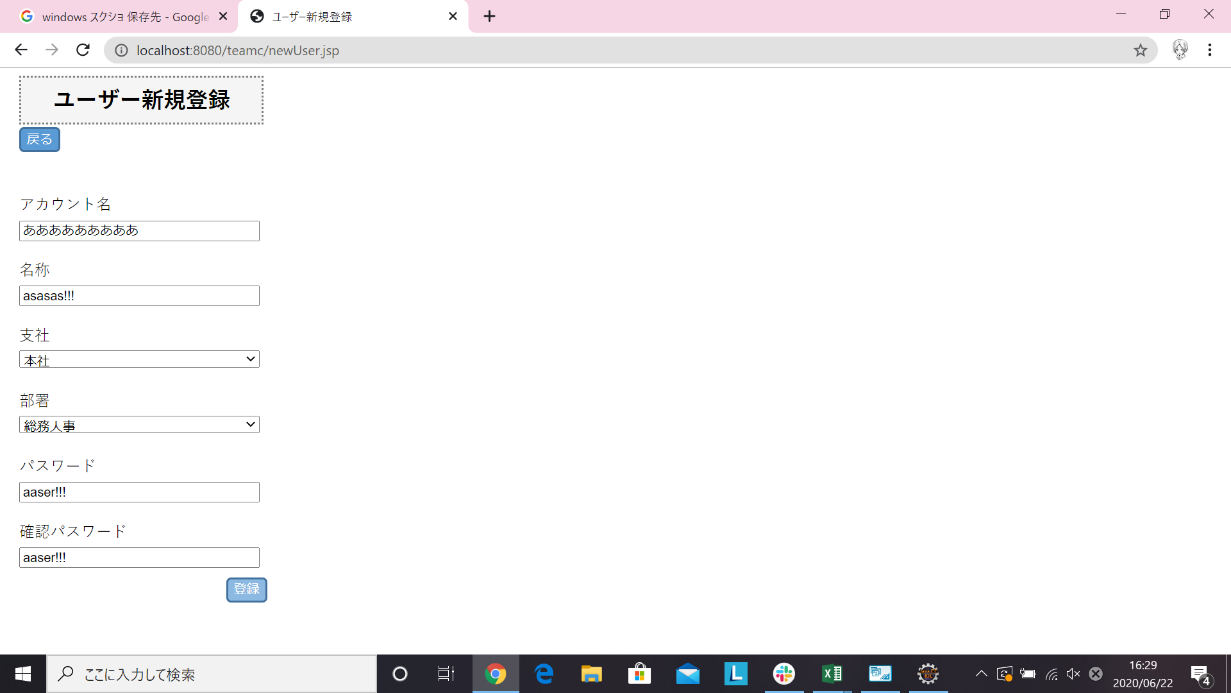 windows スクショ 保存先 - Google
ユーザー新規登録
localhost:8080/teamc/newUser.jsp
ユーザー新規登録
戻る
アカウント名
あああああああああ
名称
asasas!!!
支社
本社
部署
総務人事
パスワード
aaser!!!
確認パスワード
aaser!!!
登録
ここに入力して検索
16:29
2020/06/22
4